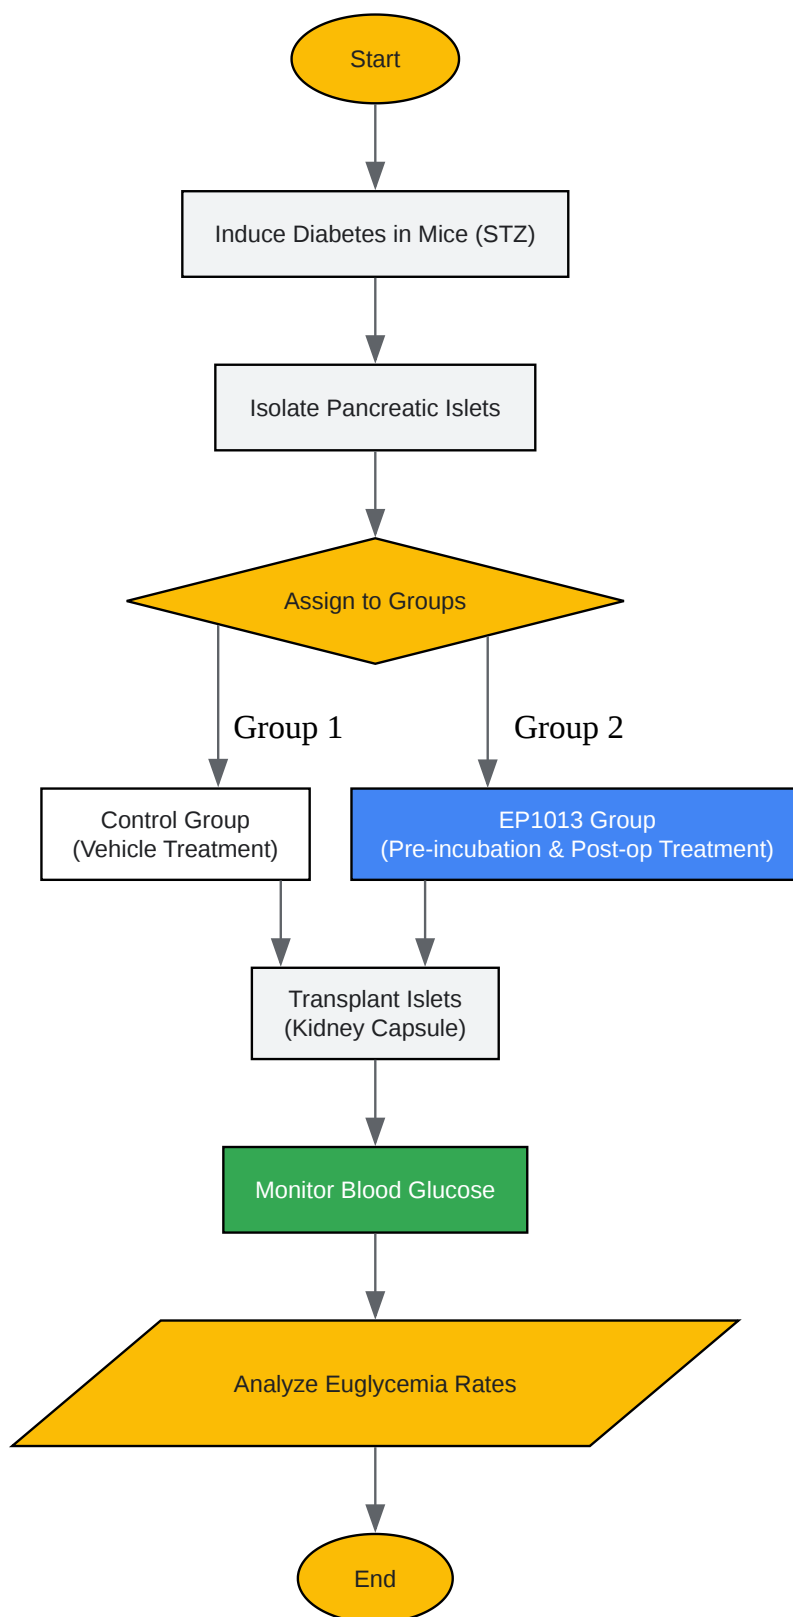 Start
Induce Diabetes in Mice (STZ)
Isolate Pancreatic Islets
Assign to Groups
Group 1
Group 2
Control Group
(Vehicle Treatment)
EP1013 Group
(Pre-incubation & Post-op Treatment)
Transplant Islets
(Kidney Capsule)
Monitor Blood Glucose
Analyze Euglycemia Rates
End